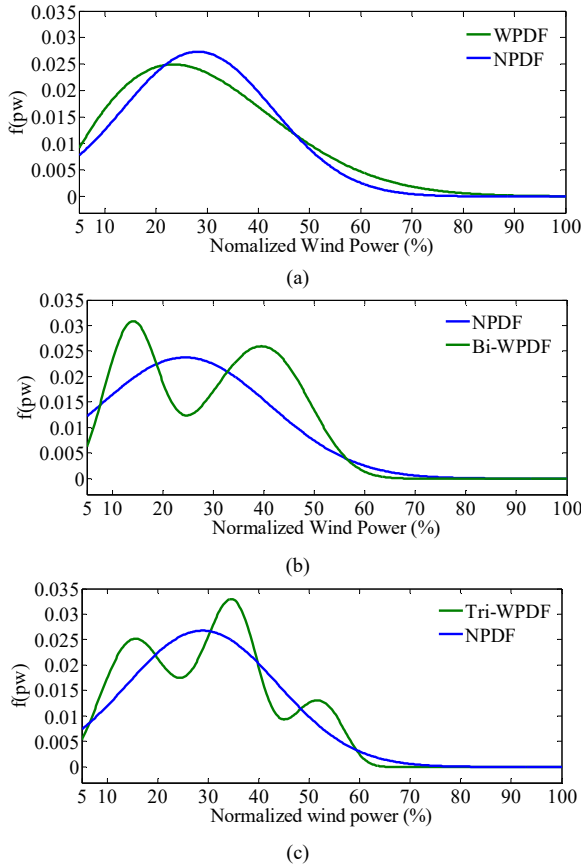 0.035
WPDF
0.03
NPDF
0.025
0.02
f(pw)
0.015
0.01
0.005
0
5 10 20 30 40 50 60 70 80 90 100
Nomalized Wind Power (%)
(a)
0.035
NPDF
0.03
Bi-WPDF
0.025
0.02
f(pw)
0.015
0.01
0.005
0
5 10 20 30 40 50 60 70 80 90 100
Normalized Wind Power (%)
(b)
0.035
Tri-WPDF
0.03
NPDF
0.025
0.02
f(pw)
0.015
0.01
0.005
0
5 10 20 30 40 50 60 70 80 90 100
Normalized wind power (%)
(c)